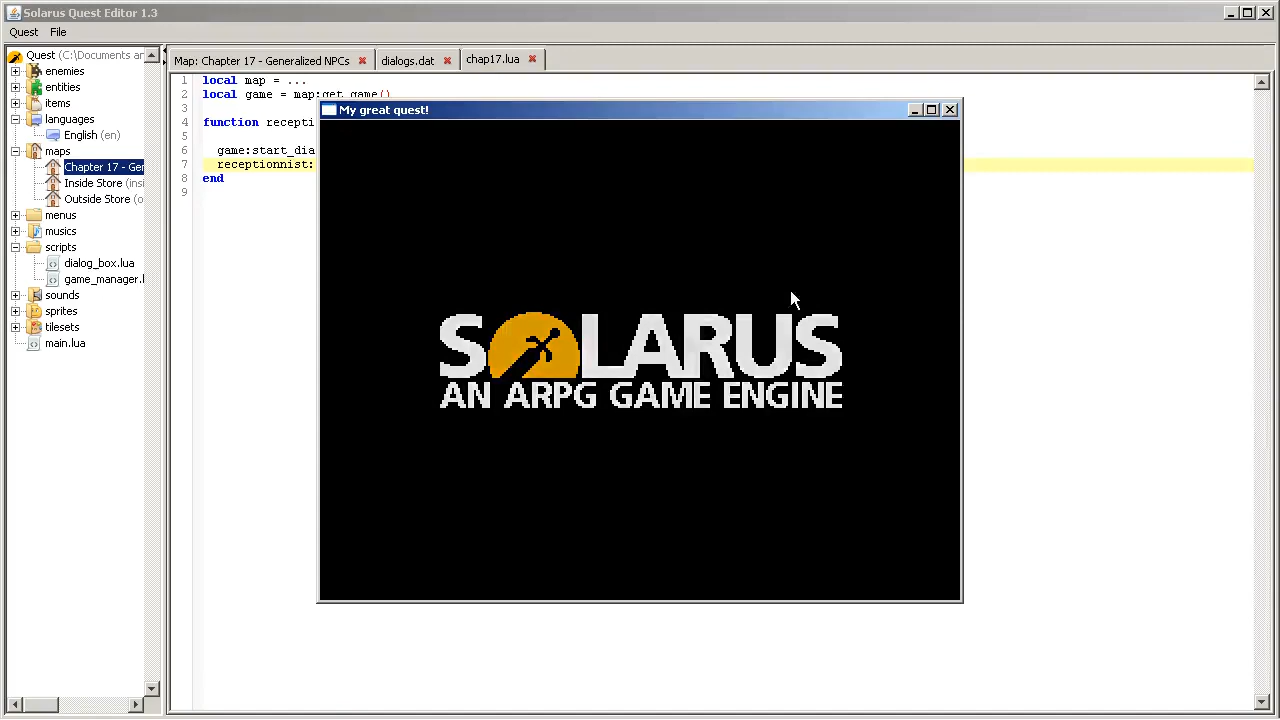 Solarus Quest Editor 1.3
Quest File
Quest (C:\Documents ar
enemies
entities
items
languages
English (en)
maps
Chapter 17 - Ger
Inside Store (insi
Outside Store (o
menus
musics
scripts
dialog_box.lua
game_manager.l
sounds
sprites
tilesets
main.lua
Map: Chapter 17 - Generalized NPCs
dialogs.dat
chap17.lua
1 local map = ...
2 local game = map:get_game()
3
4 function recepti
5
6 game:start_dia
7 receptionnist:
8 end
9
My great quest!
SOLARUS
AN ARPG GAME ENGINE